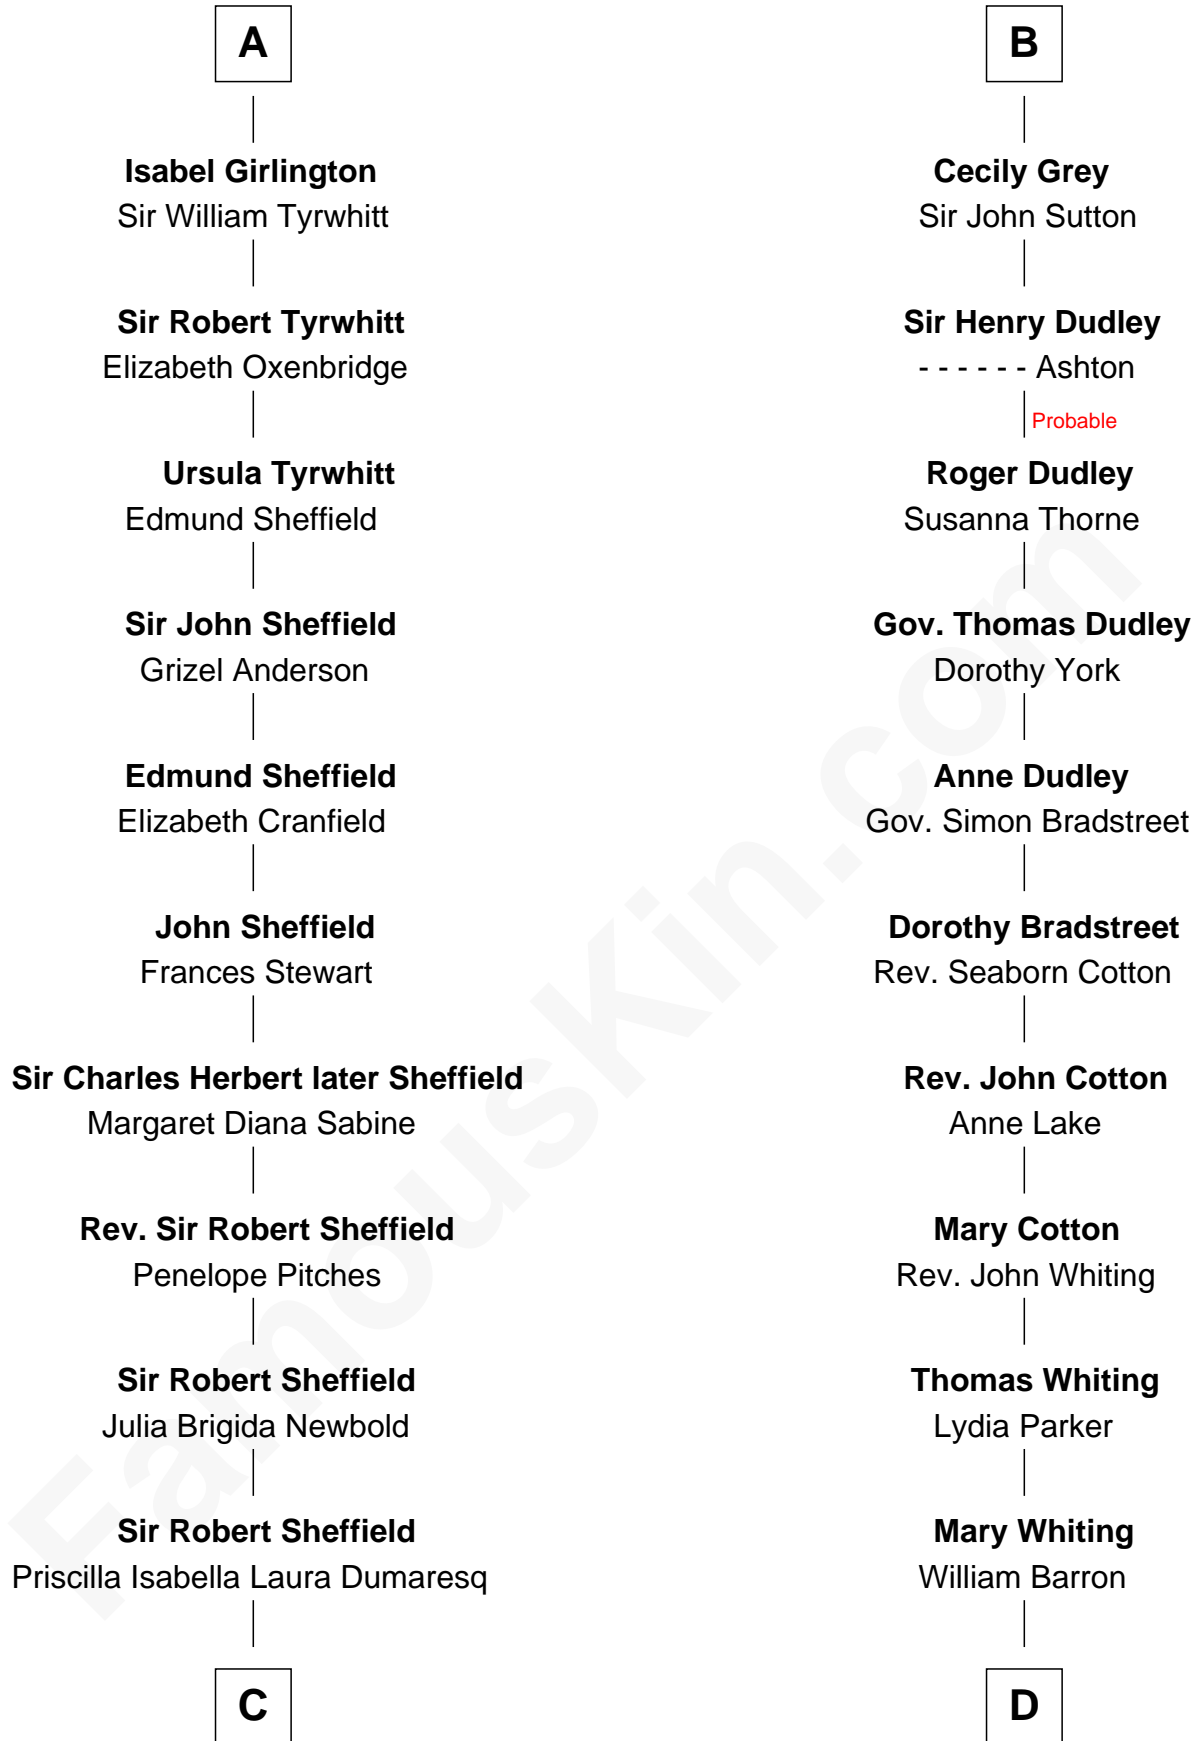 A
Isabel Girlington
Sir William Tyrwhitt
Sir Robert Tyrwhitt
Elizabeth Oxenbridge
Ursula Tyrwhitt
Edmund Sheffield
Sir John Sheffield
Grizel Anderson
Edmund Sheffield
Elizabeth Cranfield
John Sheffield
Frances Stewart
Sir Charles Herbert later Sheffield
Margaret Diana Sabine
Rev. Sir Robert Sheffield
Penelope Pitches
Sir Robert Sheffield
Julia Brigida Newbold
Sir Robert Sheffield
Priscilla Isabella Laura Dumaresq
C
B
Cecily Grey
Sir John Sutton
Sir Henry Dudley
- - - - - - Ashton
Probable
Roger Dudley
Susanna Thorne
Gov. Thomas Dudley
Dorothy York
Anne Dudley
Gov. Simon Bradstreet
Dorothy Bradstreet
Rev. Seaborn Cotton
Rev. John Cotton
Anne Lake
Mary Cotton
Rev. John Whiting
Thomas Whiting
Lydia Parker
Mary Whiting
William Barron
D
FamousKin.com